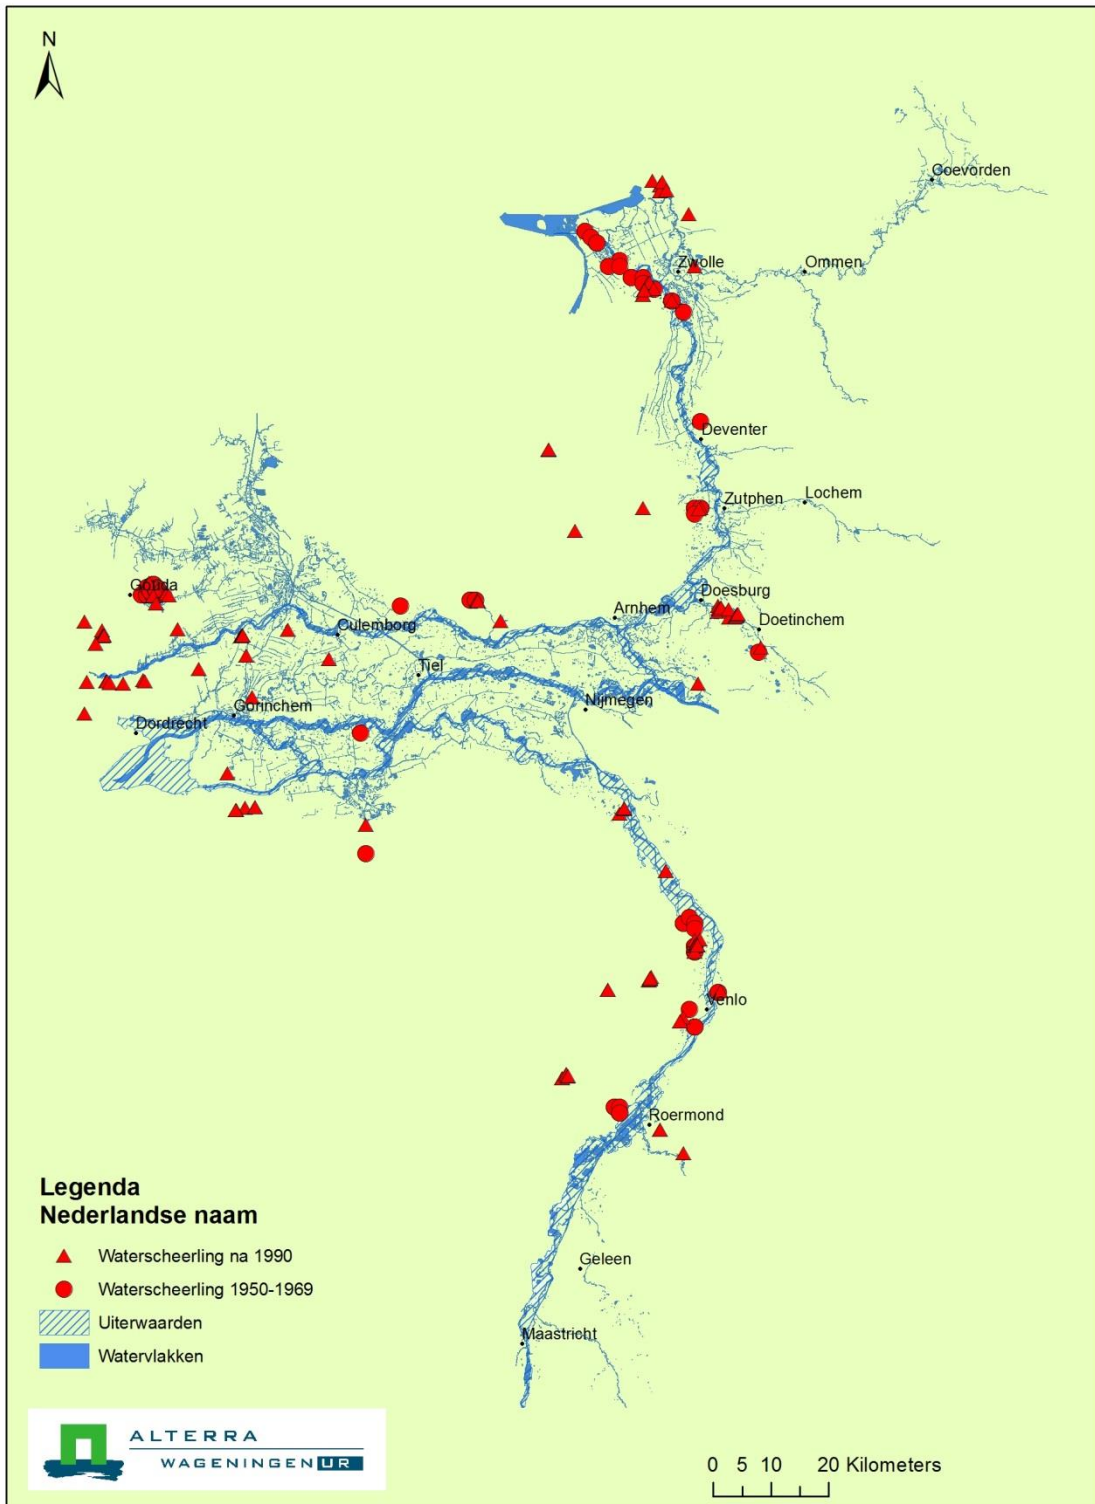 N
Coevorden
Zwolle
Ommen
Deventer
Zutphen
Lochem
Gouda
Doesburg
Arnhem
Doetinchem
Culemborg
Tiel
Nijmegen
Gorinchem
Dordrecht
Venlo
Roermond
Geleen
Maastricht
Legenda
Nederlandse naam
Waterscheerling na 1990
Waterscheerling 1950-1969
Uiterwaarden
Watervlakken
ALTERRA
WAGENINGEN UR
0 5 10 20 Kilometers